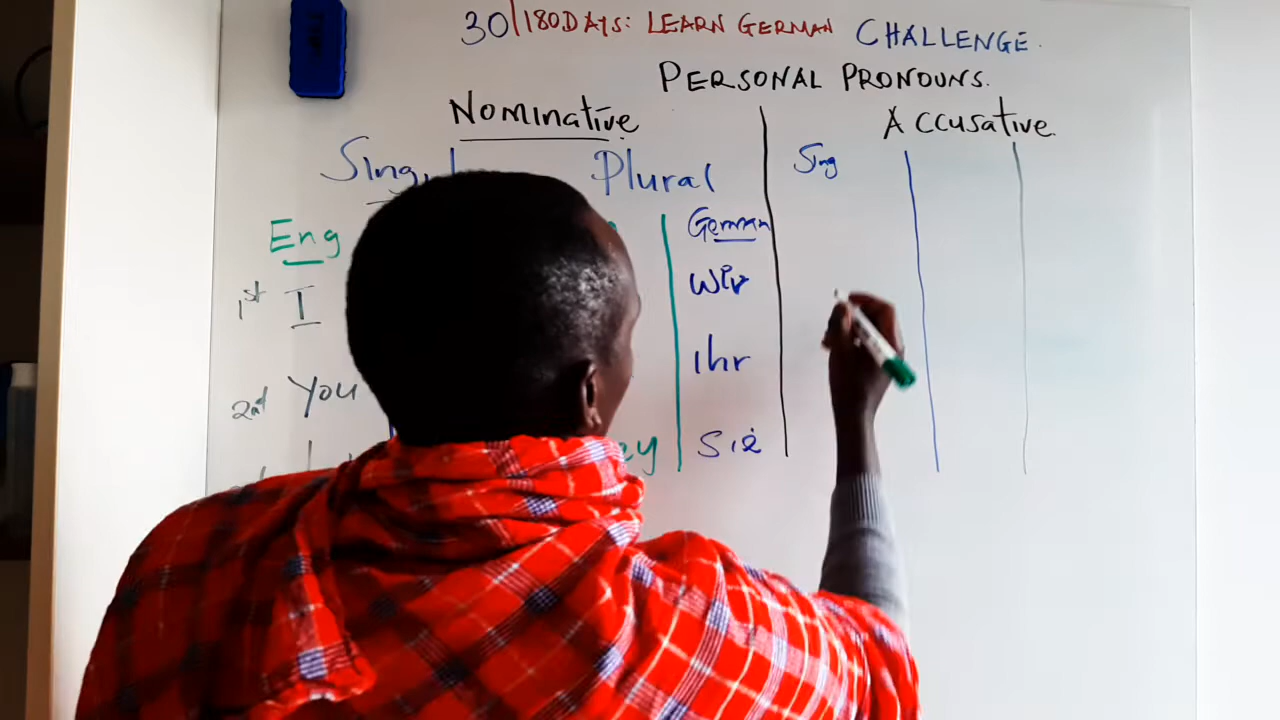 30/180DAYS: LEARN GERMAN CHALLENGE.
PERSONAL PRONOUNS.
Nominative Accusative.
Plural Sing
Eng German
1st I Wir
2nd You Ihr
Sie